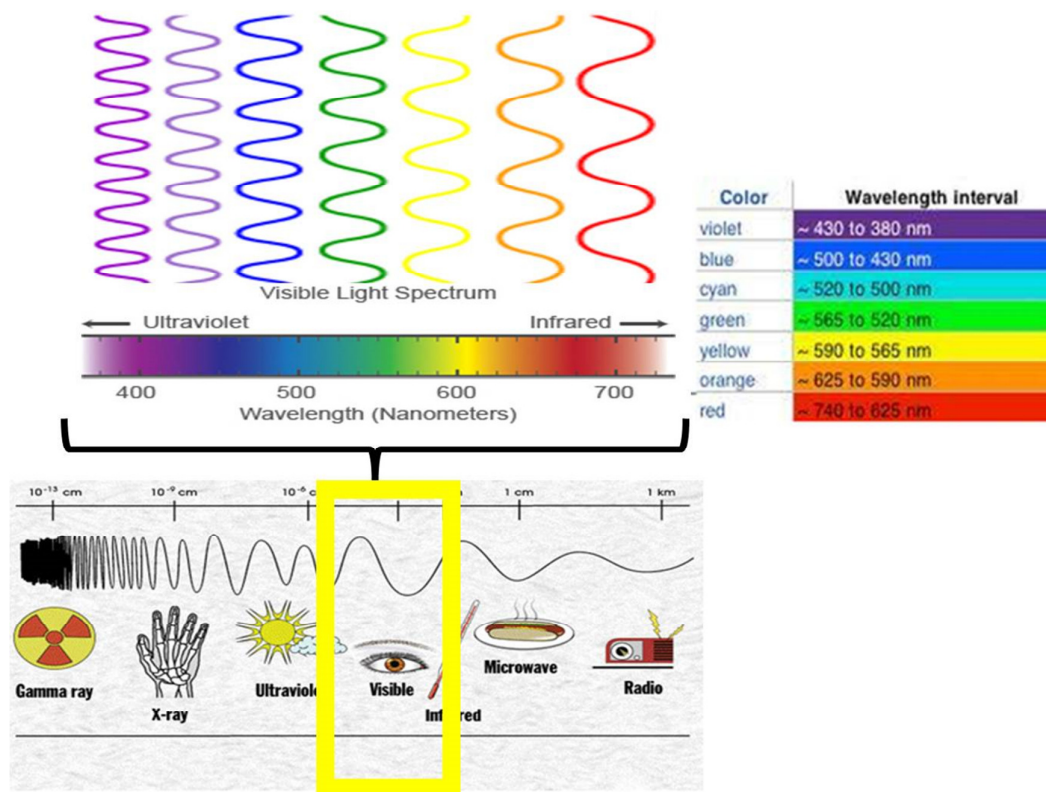 Visible Light Spectrum
Ultraviolet Infrared
400 500 600 700
Wavelength (Nanometers)
Color Wavelength interval
violet ~ 430 to 380 nm
blue ~ 500 to 430 nm
cyan ~ 520 to 500 nm
green ~ 565 to 520 nm
yellow ~ 590 to 565 nm
orange ~ 625 to 590 nm
red ~ 740 to 625 nm
10⁻¹³ cm 10⁻⁹ cm 10⁻⁶ 1 cm 1 km
Gamma ray
X-ray
Visible
Microwave
Radio